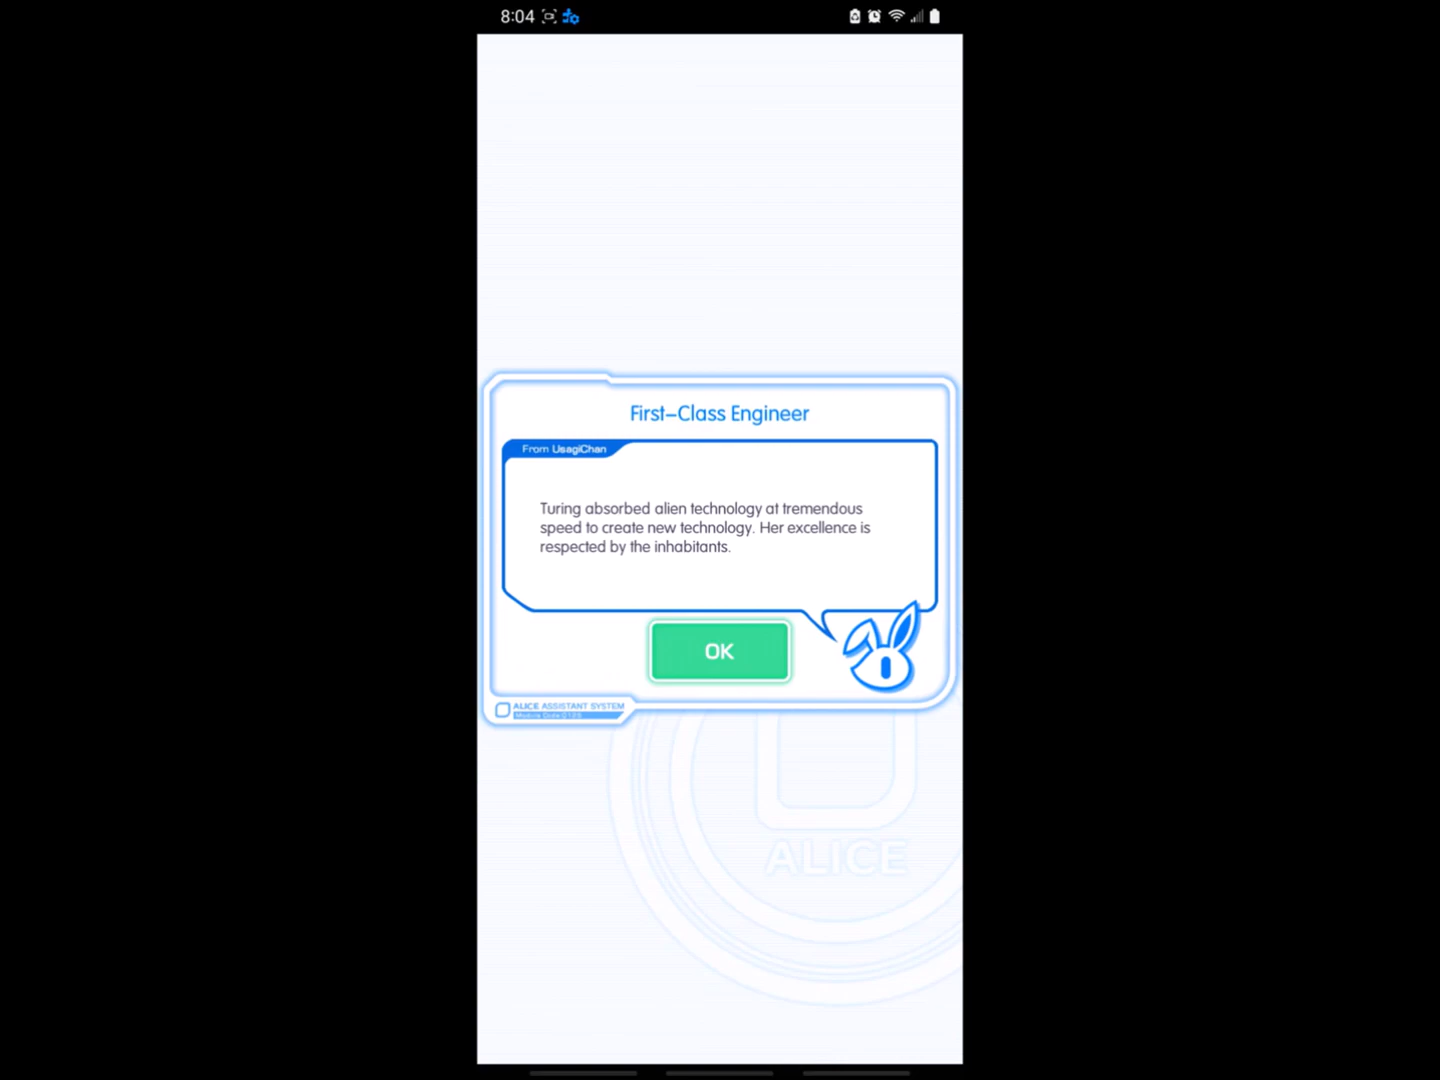 8:04
First-Class Engineer
From UsagiChan
Turing absorbed alien technology at tremendous
speed to create new technology. Her excellence is
respected by the inhabitants.
OK
ALICE ASSISTANT SYSTEM
ALICE